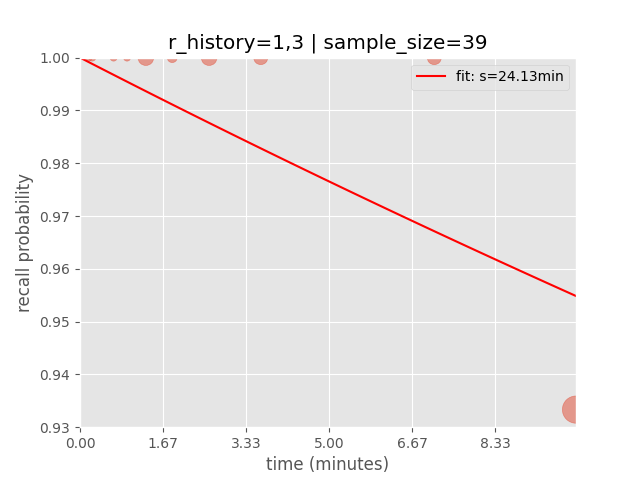 r_history=1,3 | sample_size=39
fit: s=24.13min
1.00
0.99
0.98
0.97
0.96
0.95
0.94
0.93
recall probability
0.00 1.67 3.33 5.00 6.67 8.33
time (minutes)